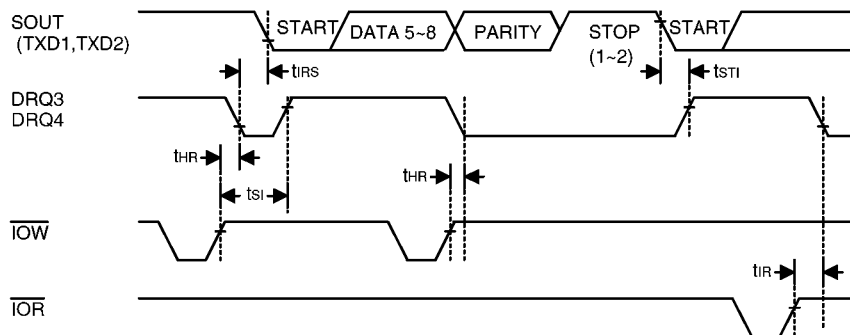 SOUT
(TXD1,TXD2)
START
DATA 5~8
PARITY
STOP
(1~2)
START
tIRS
tSTI
DRQ3
DRQ4
tHR
tSI
tHR
IOW
tIR
IOR